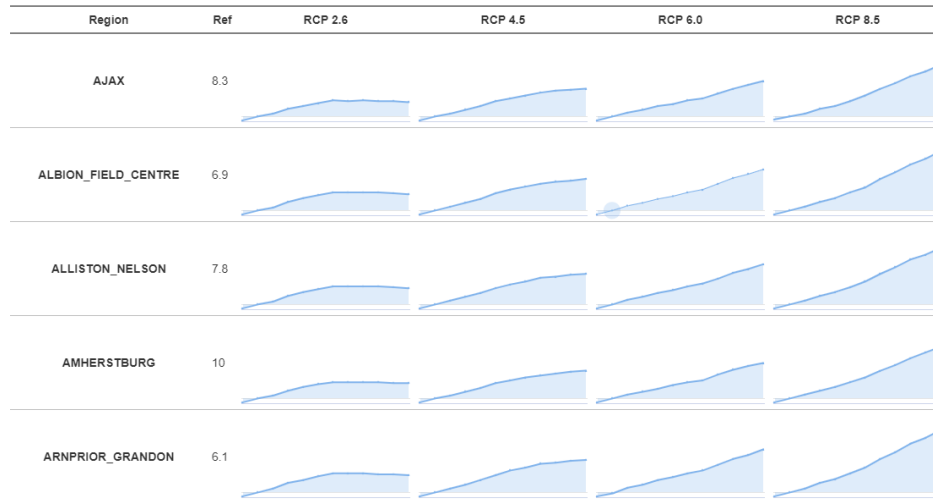 Region Ref RCP 2.6 RCP 4.5 RCP 6.0 RCP 8.5
AJAX 8.3
ALBION_FIELD_CENTRE 6.9
ALLISTON_NELSON 7.8
AMHERSTBURG 10
ARNPRIOR_GRANDON 6.1